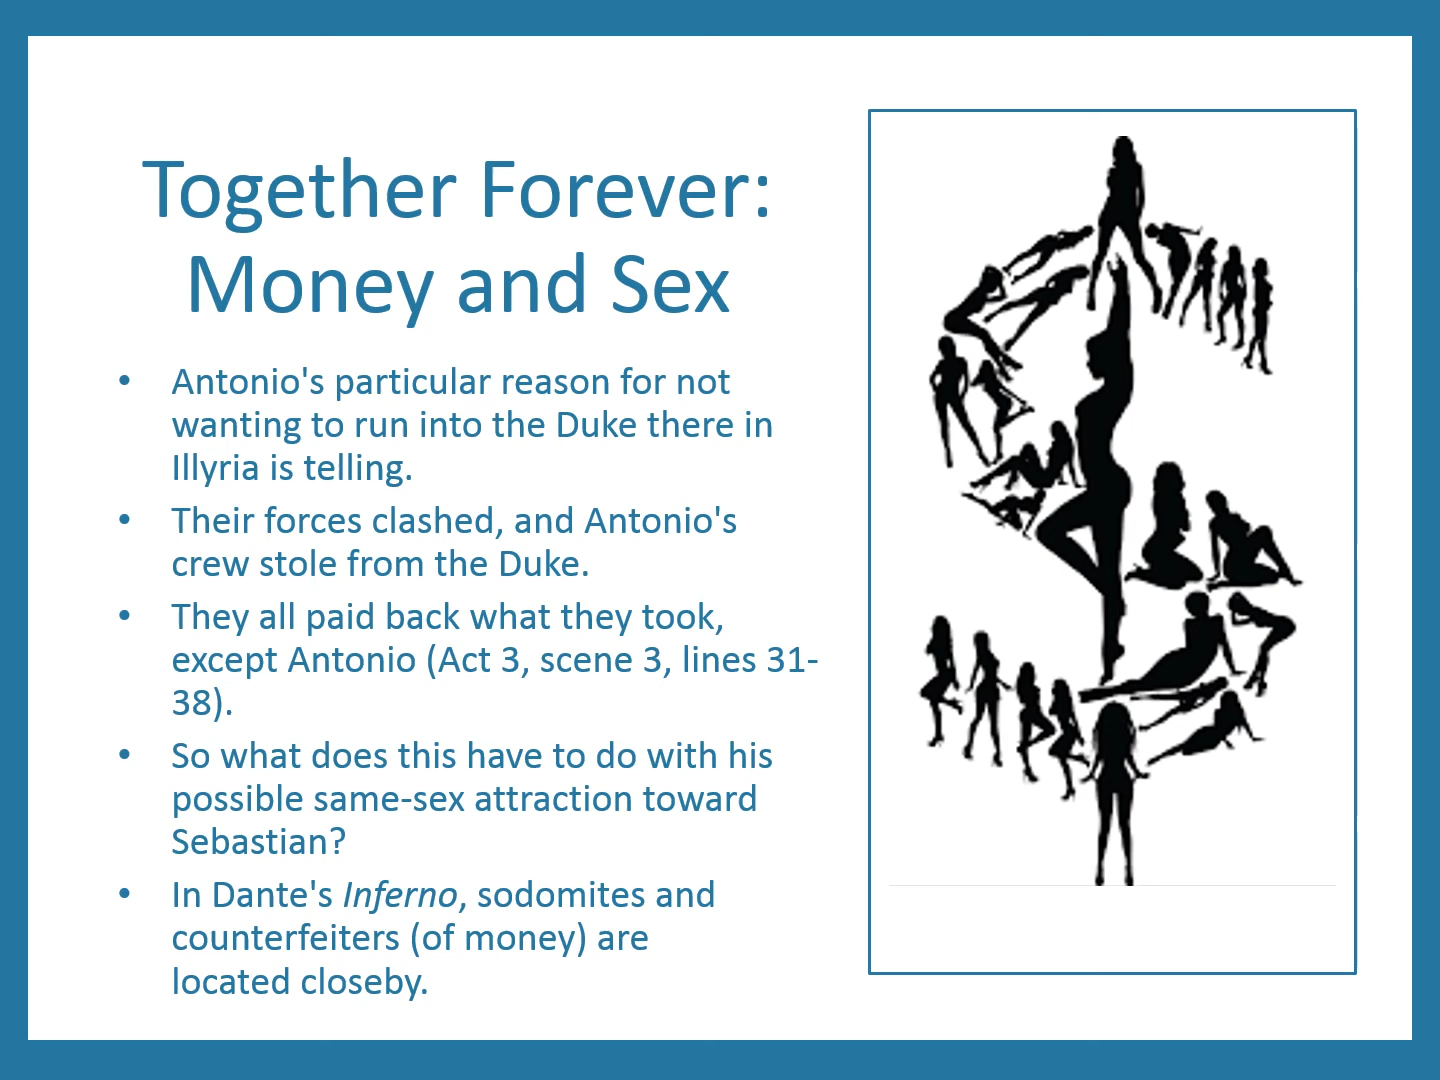 Together Forever:
Money and Sex
• Antonio's particular reason for not
wanting to run into the Duke there in
Illyria is telling.
• Their forces clashed, and Antonio's
crew stole from the Duke.
• They all paid back what they took,
except Antonio (Act 3, scene 3, lines 31-
38).
• So what does this have to do with his
possible same-sex attraction toward
Sebastian?
• In Dante's Inferno, sodomites and
counterfeiters (of money) are
located closeby.